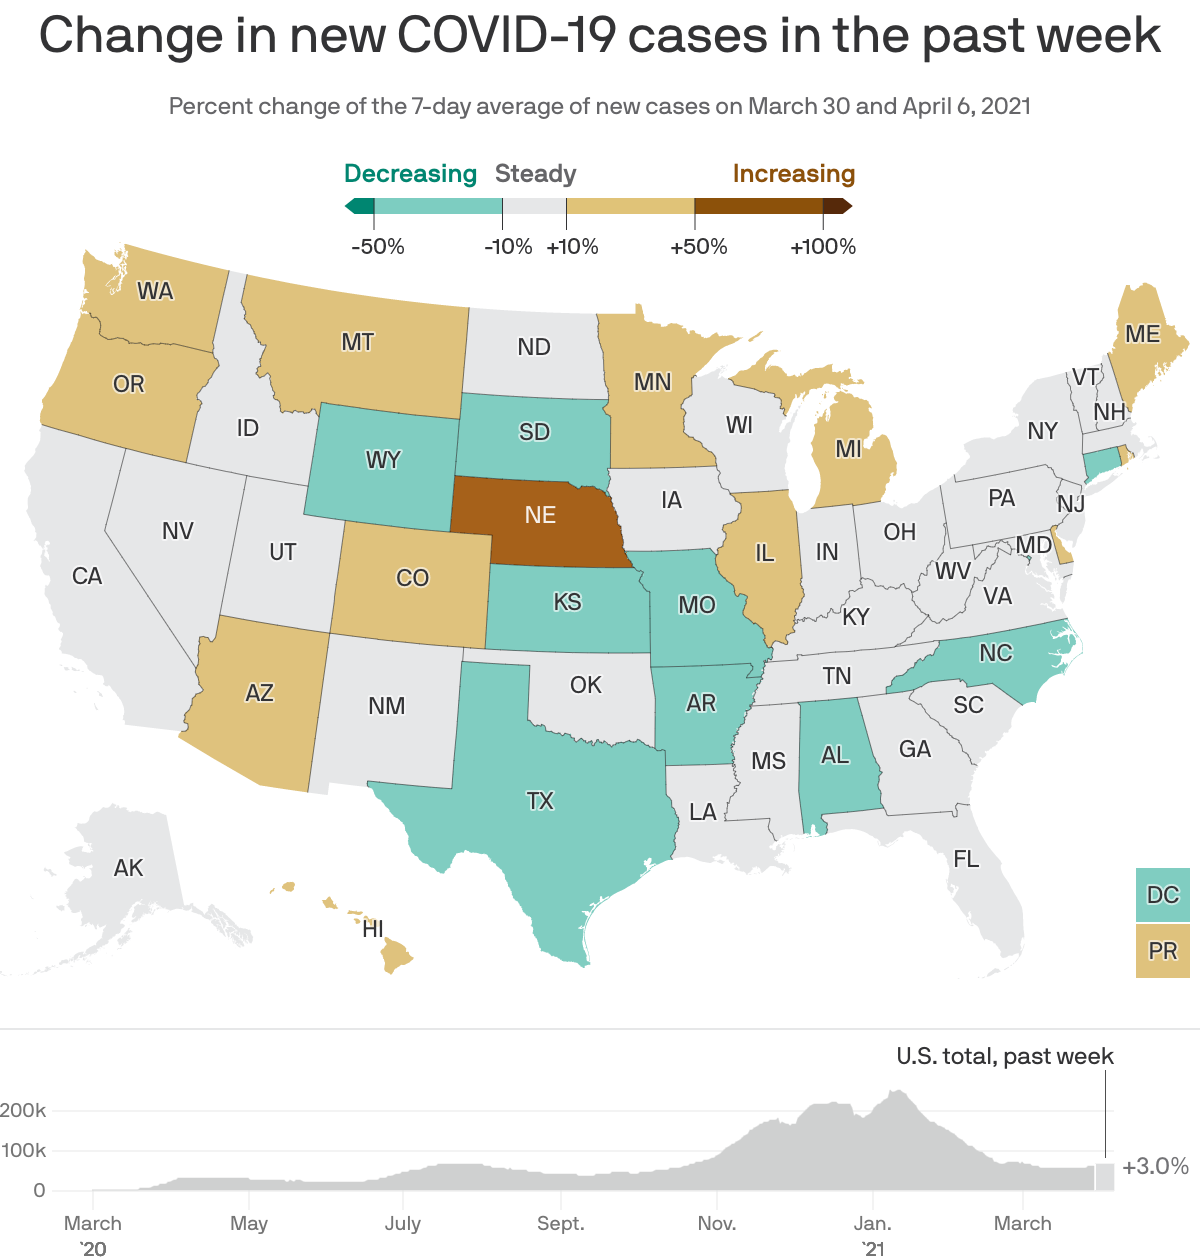 Change in new COVID-19 cases in the past week
Percent change of the 7-day average of new cases on March 30 and April 6, 2021
Decreasing Steady Increasing
-50% -10% +10% +50% +100%
WA
MT
ND
MN
ME
OR
ID
WY
SD
WI
MI
VT
NH
NY
NE
IA
PA
NJ
NV
UT
CO
IL
IN
OH
MD
CA
KS
MO
WV
VA
KY
AZ
NM
OK
AR
TN
NC
SC
MS
AL
GA
TX
LA
AK
HI
FL
DC
PR
U.S. total, past week
200k
100k
+3.0%
0
March May July Sept. Nov. Jan. March
`20 `21